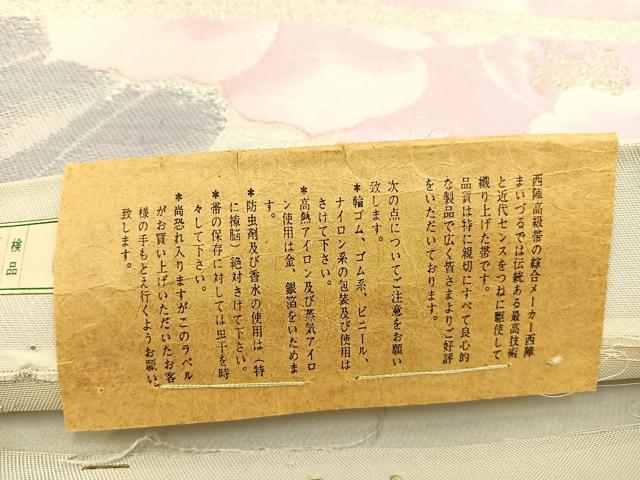 西陣高級帯の綜合メーカー西陣
まいづるでは伝統ある最高技術
と近代センスをつねに駆使して
織り上げた帯です。
品質は特に親切にすべて良心的
な製品で広く皆さまよりご好評
をいただいております。
次の点についてご注意をお願い
致します。
＊輪ゴム、ゴム系、ビニール、
ナイロン系の包装及び使用は
さけて下さい。
＊高熱アイロン及び蒸気アイロ
ン使用は金、銀箔をいためま
す
＊防虫剤及び香水の使用は（特
に樟脳）絶対さけて下さい。
＊帯の保存に対しては虫干を時
々して下さい。
＊尚恐れ入りますがこのラベル
がお買い上げいただいたお客
様の手もとえ行くようお願い
致します。
検品